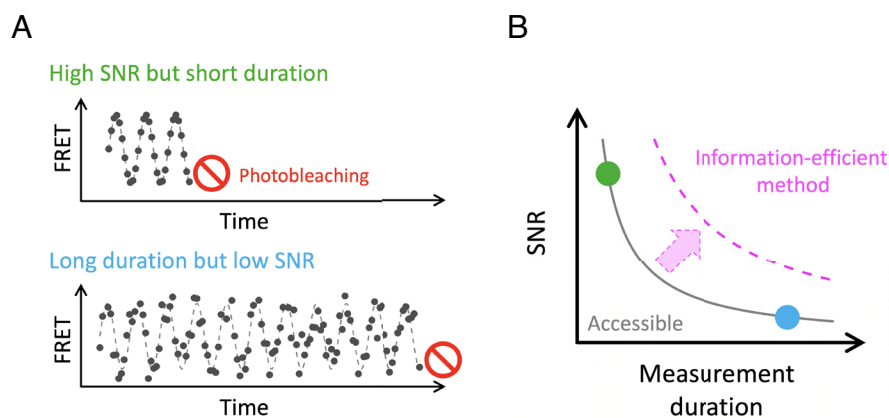 A
High SNR but short duration
FRET
Photobleaching
Time
Long duration but low SNR
FRET
Time
B
SNR
Information-efficient
method
Accessible
Measurement
duration